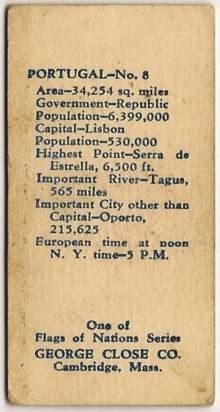 PORTUGAL—No. 8
Area—34,254 sq. miles
Government—Republic
Population—6,399,000
Capital—Lisbon
Population—530,000
Highest Point—Serra de
Estrella, 6,500 ft.
Important River—Tagus,
565 miles
Important City other than
Capital—Oporto,
215,625
European time at noon
N. Y. time—5 P.M.
One of
Flags of Nations Series
GEORGE CLOSE CO.
Cambridge, Mass.